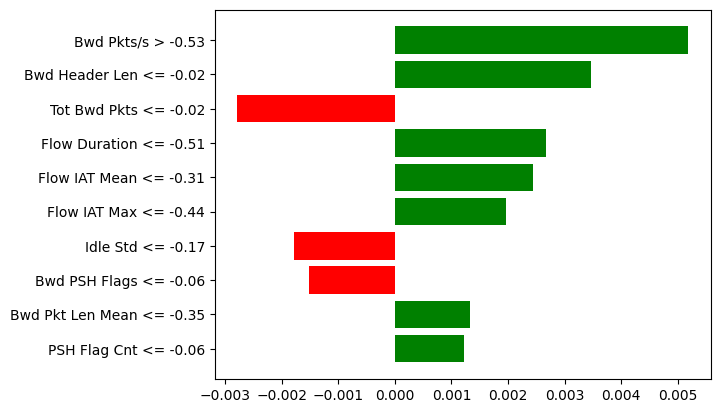 Bwd Pkts/s > -0.53
Bwd Header Len <= -0.02
Tot Bwd Pkts <= -0.02
Flow Duration <= -0.51
Flow IAT Mean <= -0.31
Flow IAT Max <= -0.44
Idle Std <= -0.17
Bwd PSH Flags <= -0.06
Bwd Pkt Len Mean <= -0.35
PSH Flag Cnt <= -0.06
−0.003 −0.002 −0.001 0.000 0.001 0.002 0.003 0.004 0.005